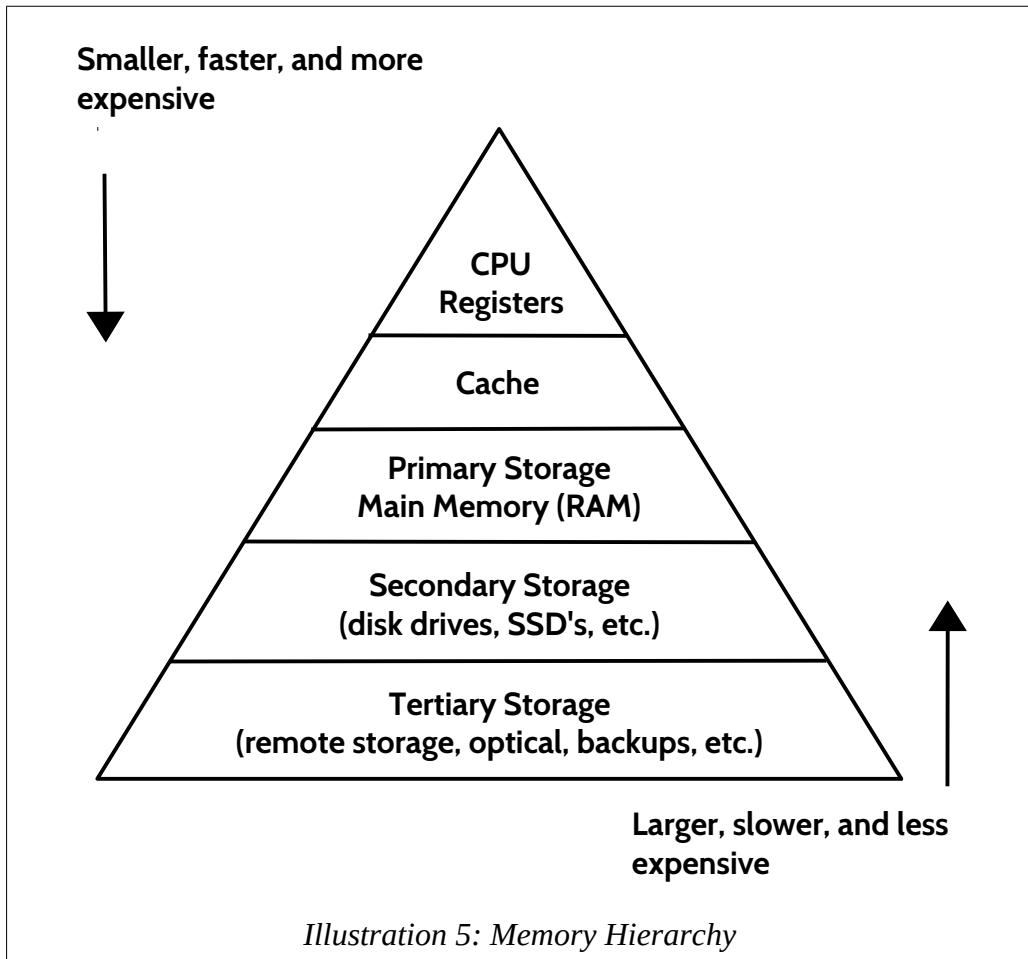 Smaller, faster, and more
expensive
CPU
Registers
Cache
Primary Storage
Main Memory (RAM)
Secondary Storage
(disk drives, SSD's, etc.)
Tertiary Storage
(remote storage, optical, backups, etc.)
Larger, slower, and less
expensive
Illustration 5: Memory Hierarchy